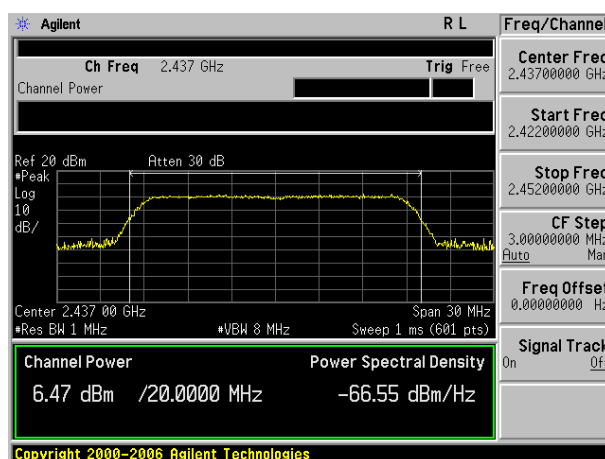 Agilent R L Freq/Channel
Ch Freq 2.437 GHz Trig Free
Channel Power
Center Freq
2.43700000 GHz
Start Freq
2.42200000 GHz
Stop Freq
2.45200000 GHz
CF Step
3.00000000 MHz
Auto Man
Freq Offset
0.00000000 Hz
Signal Track
On Off
Ref 20 dBm Atten 30 dB
#Peak
Log
10
dB/
Center 2.437 00 GHz Span 30 MHz
#Res BW 1 MHz #VBW 8 MHz Sweep 1 ms (601 pts)
Channel Power Power Spectral Density
6.47 dBm /20.0000 MHz -66.55 dBm/Hz
Copyright 2000-2006 Agilent Technologies